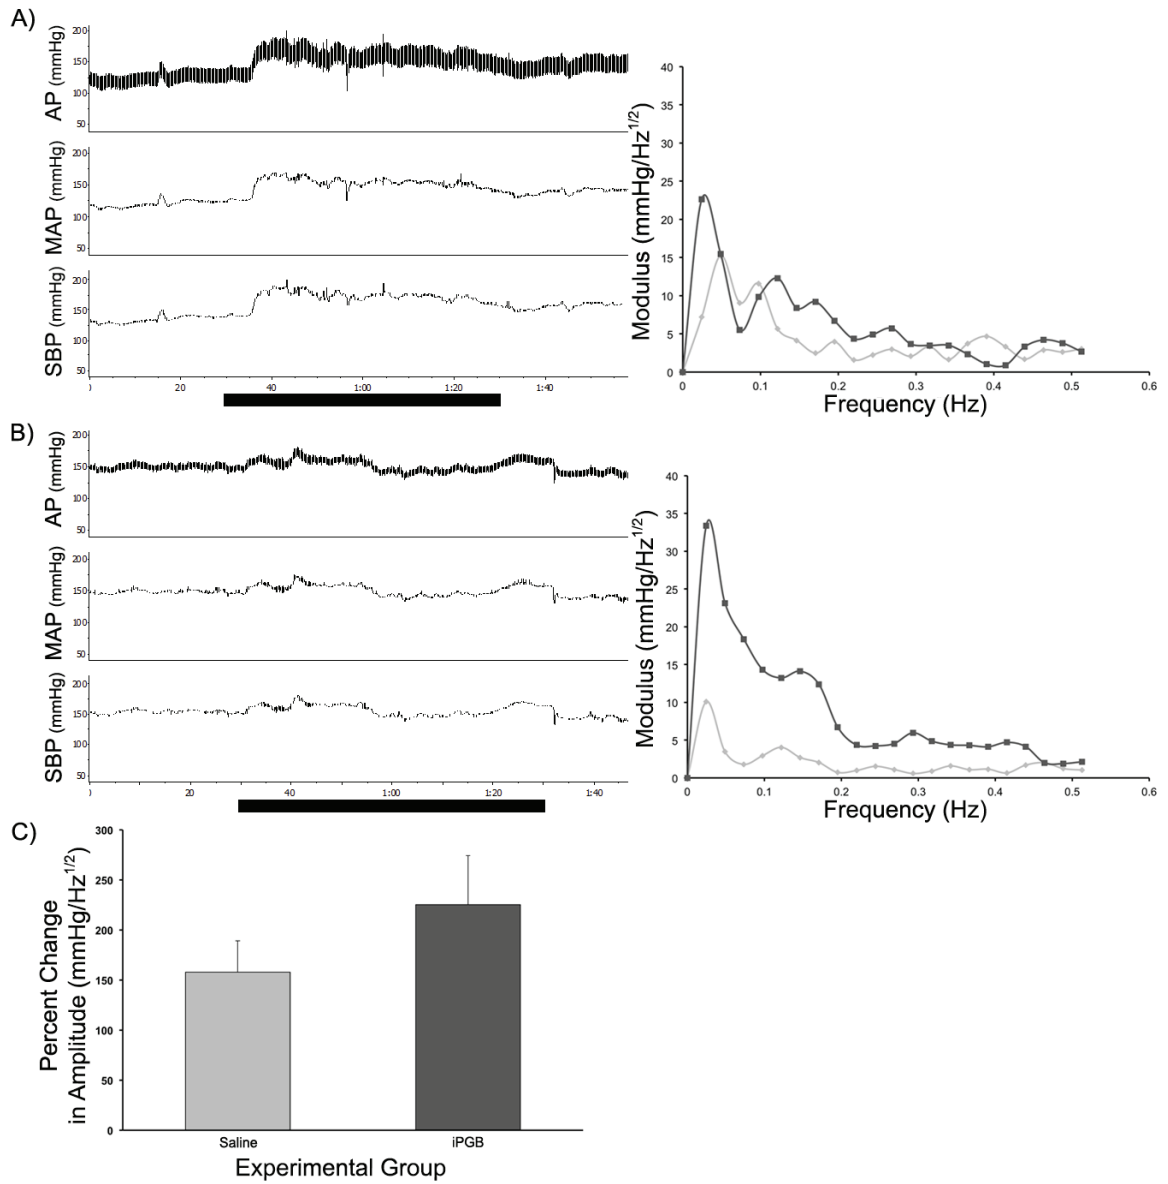 A)
AP (mmHg)
200
150
100
50
MAP (mmHg)
200
150
100
50
SBP (mmHg)
200
150
100
50
0 20 40 1:00 1:20 1:40
Modulus (mmHg/Hz1/2)
40
35
30
25
20
15
10
5
0
0 0.1 0.2 0.3 0.4 0.5 0.6
Frequency (Hz)
B)
AP (mmHg)
200
150
100
50
MAP (mmHg)
200
150
100
50
SBP (mmHg)
200
150
100
50
0 20 40 1:00 1:20 1:40
Modulus (mmHg/Hz1/2)
40
35
30
25
20
15
10
5
0
0 0.1 0.2 0.3 0.4 0.5 0.6
Frequency (Hz)
C)
Percent Change
in Amplitude (mmHg/Hz1/2)
300
250
200
150
100
50
0
Saline iPGB
Experimental Group